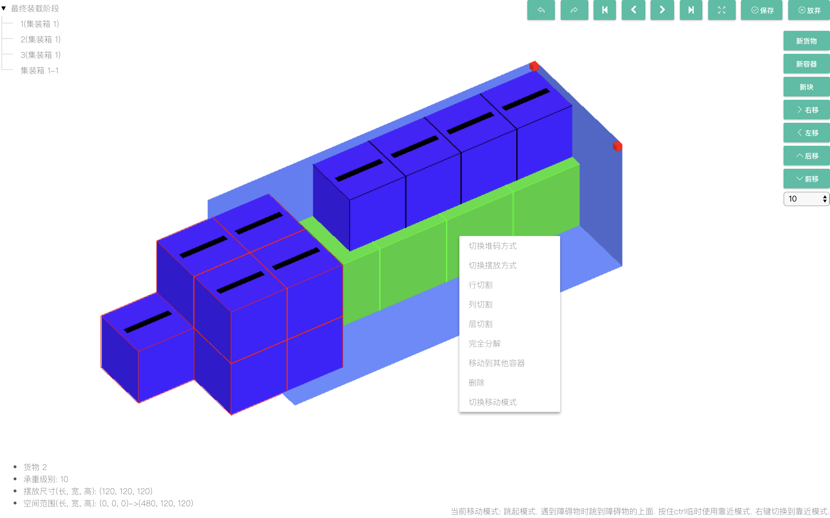 最终装载阶段
1(集装箱 1)
2(集装箱 1)
3(集装箱 1)
集装箱 1-1
保存
放弃
新货物
新容器
新块
右移
左移
后移
前移
10
切换堆码方式
切换摆放方式
行切割
列切割
层切割
完全分解
移动到其他容器
删除
切换移动模式
货物 2
承重级别: 10
摆放尺寸(长, 宽, 高): (120, 120, 120)
空间范围(长, 宽, 高): (0, 0, 0)-->(480, 120, 120)
当前移动模式: 跳起模式. 遇到障碍物时跳到障碍物的上面. 按住ctrl临时使用靠近模式. 右键切换到靠近模式.